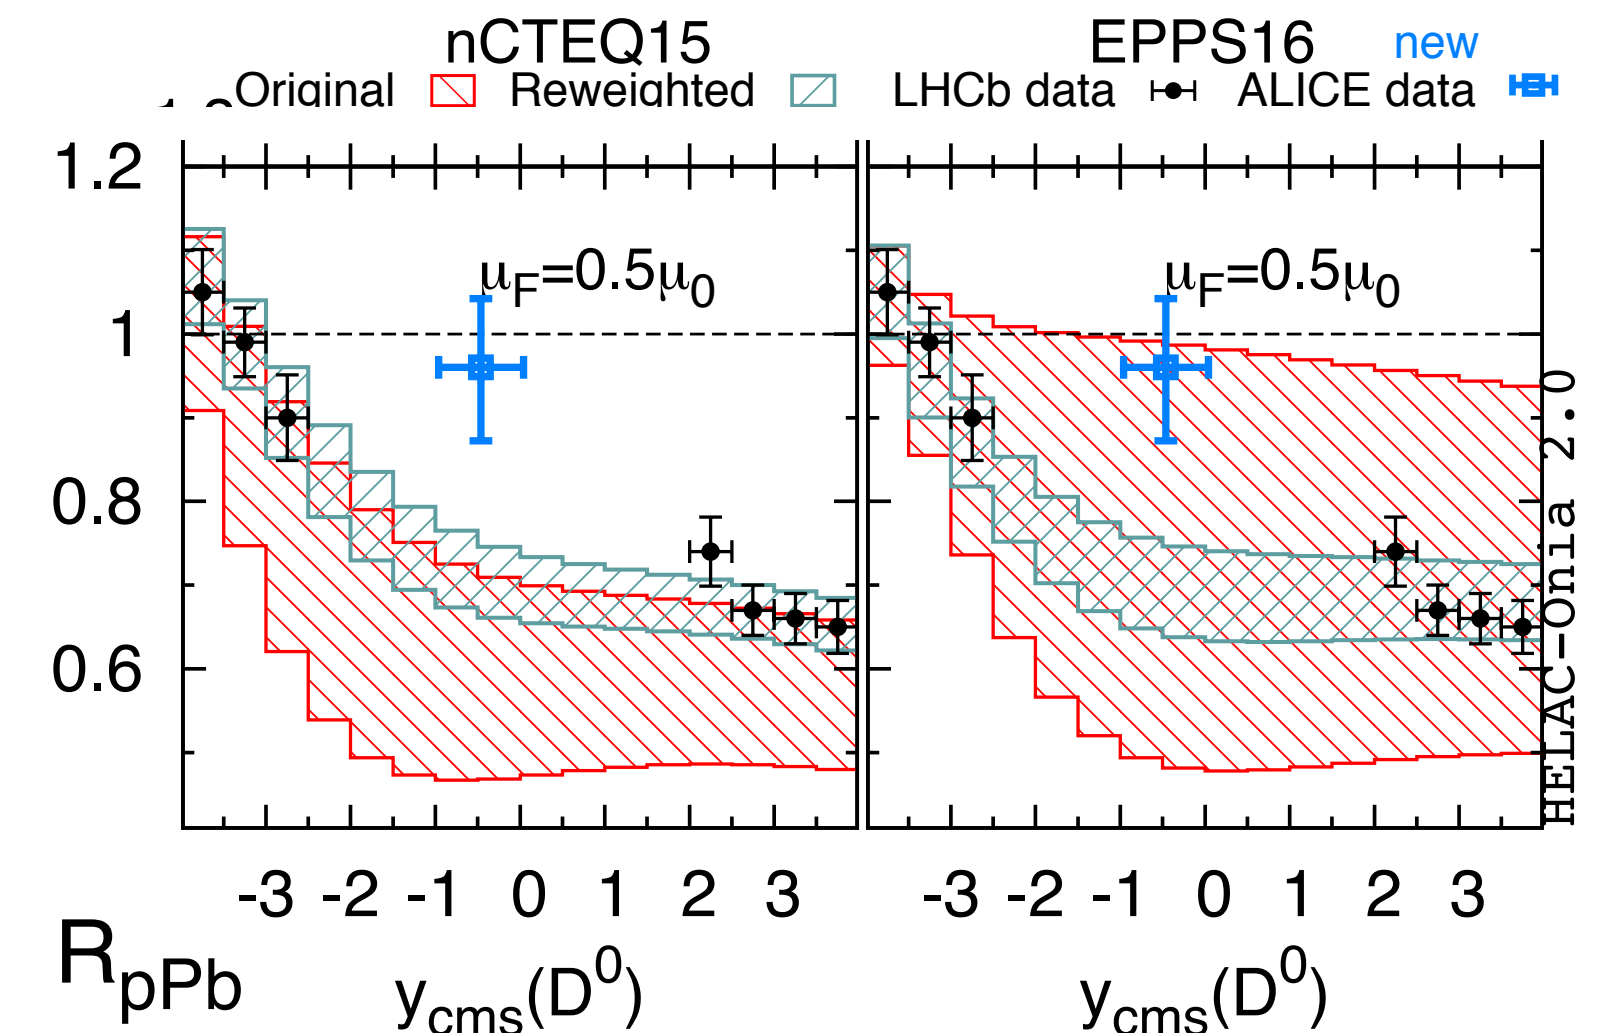 nCTEQ15 EPPS16 new
Original Reweighted LHCb data ALICE data
1.2
1
0.8
0.6
μF=0.5μ0 μF=0.5μ0
HELAC-Onia 2.0
-3 -2 -1 0 1 2 3 -3 -2 -1 0 1 2 3
RpPb ycms(D0) ycms(D0)